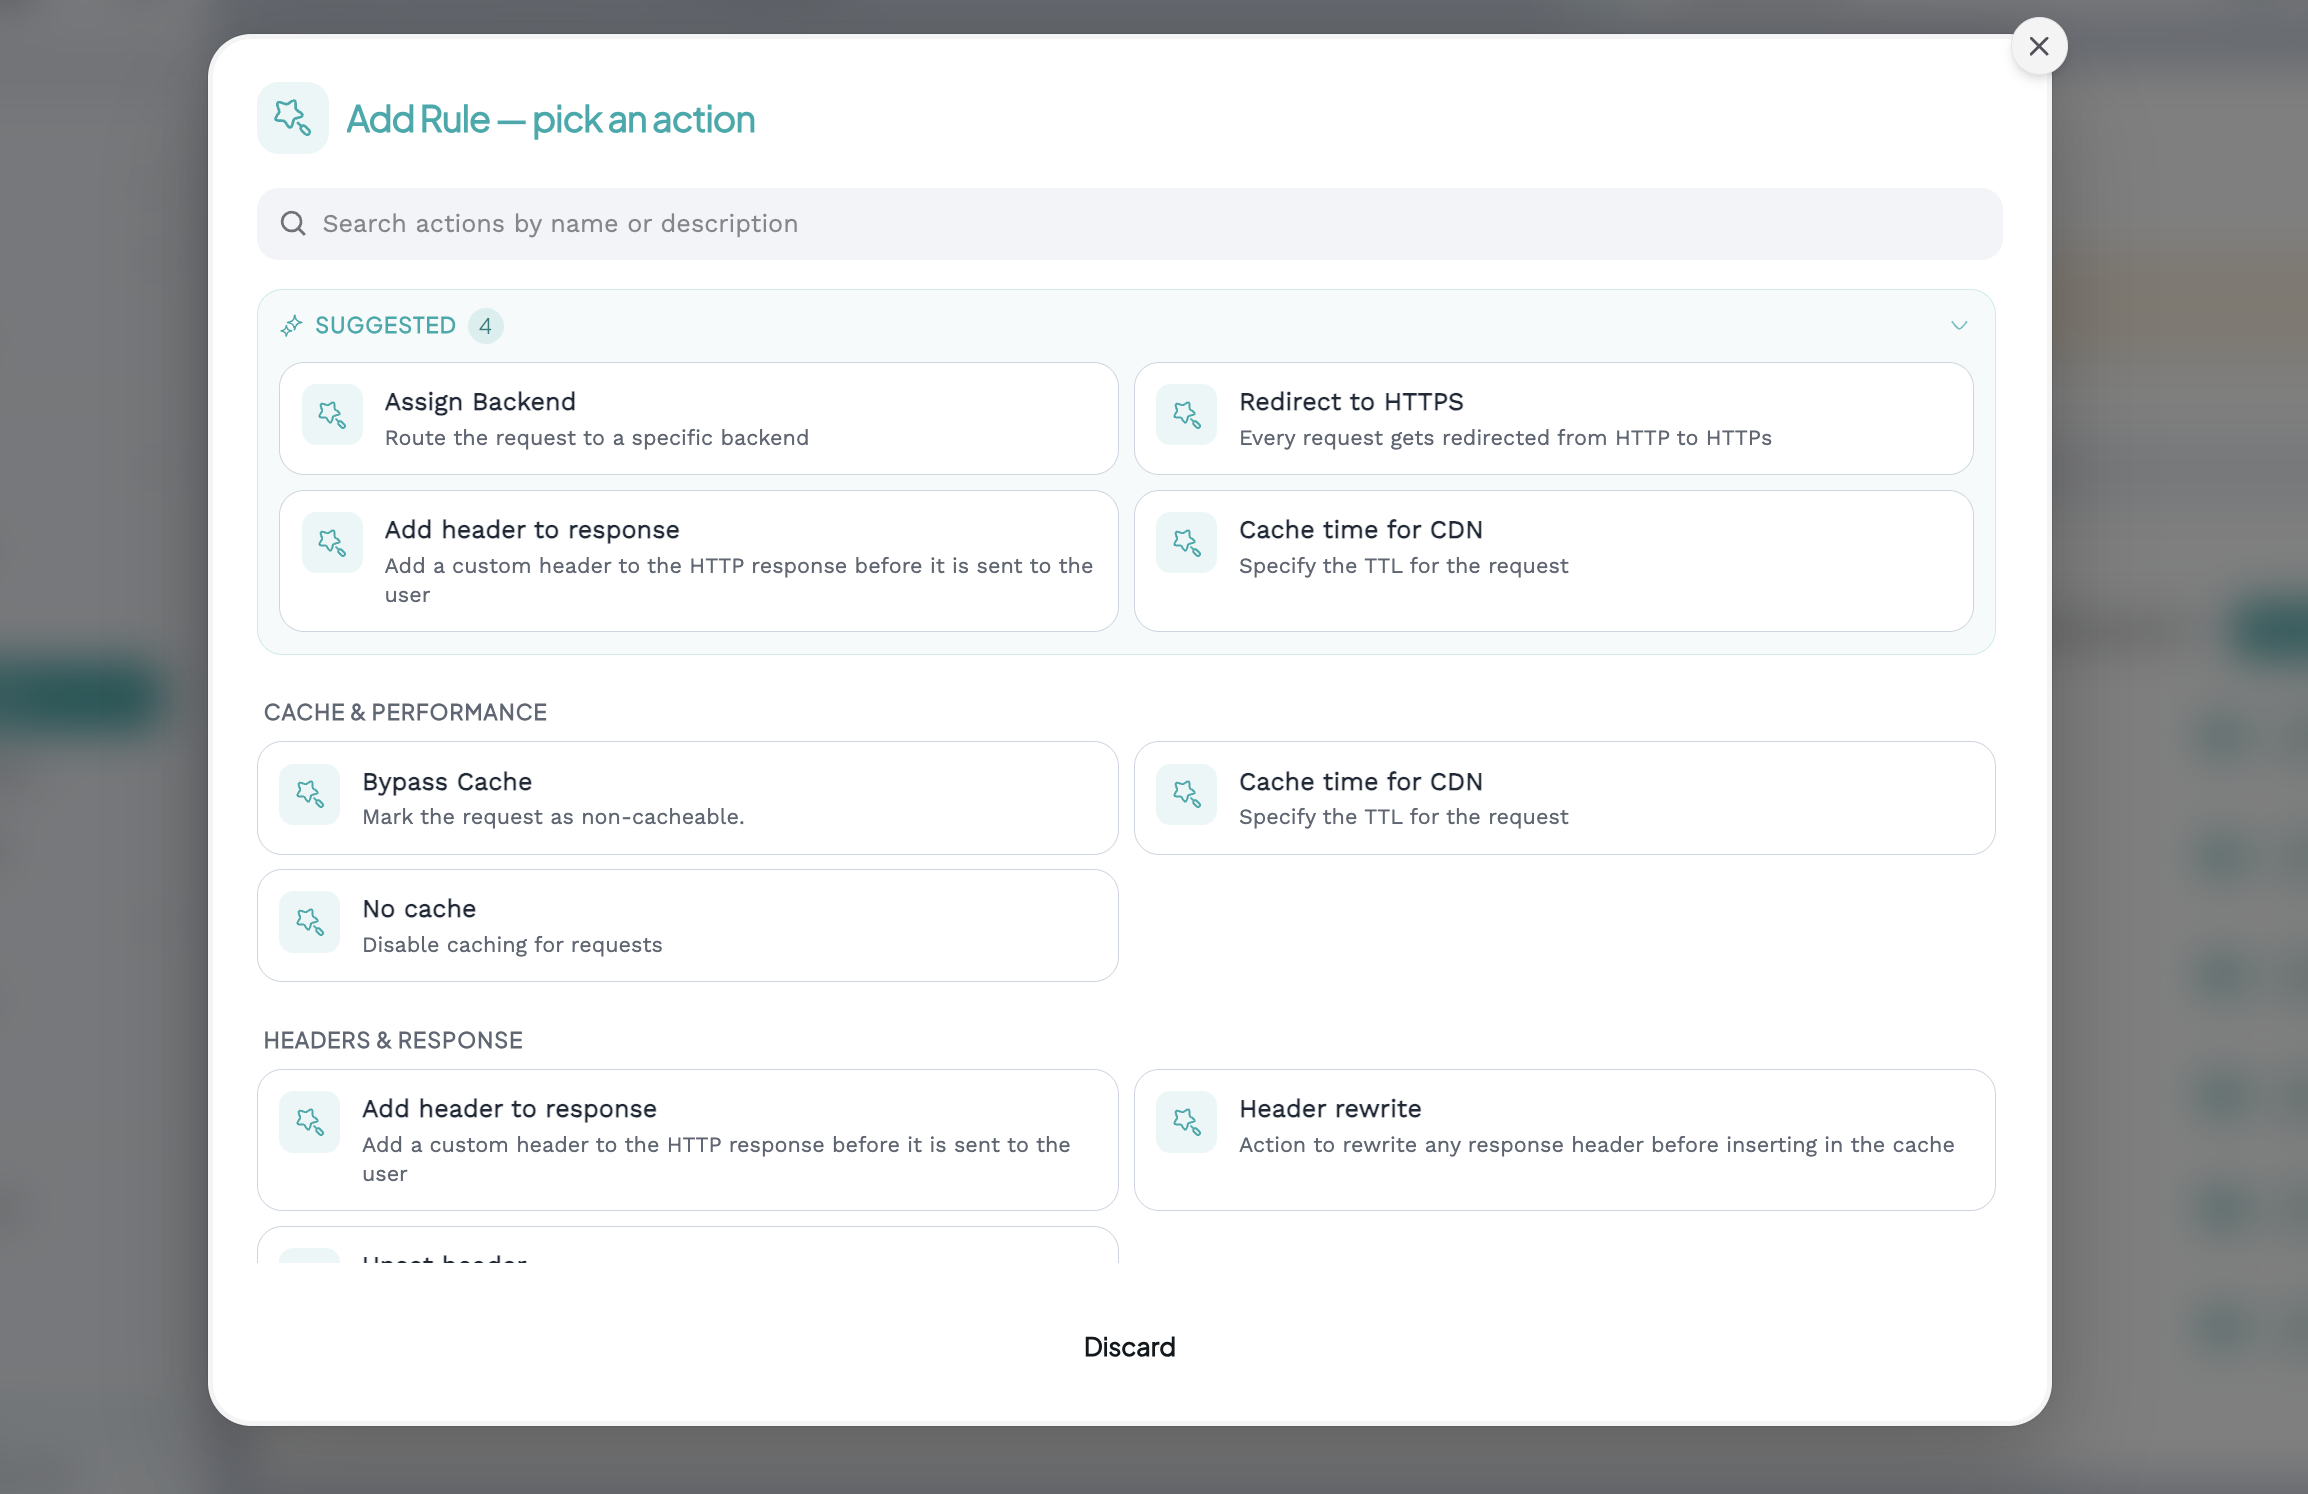 Add Rule — pick an action
Search actions by name or description
SUGGESTED 4
Assign Backend
Route the request to a specific backend
Redirect to HTTPS
Every request gets redirected from HTTP to HTTPs
Add header to response
Add a custom header to the HTTP response before it is sent to the
user
Cache time for CDN
Specify the TTL for the request
CACHE & PERFORMANCE
Bypass Cache
Mark the request as non-cacheable.
Cache time for CDN
Specify the TTL for the request
No cache
Disable caching for requests
HEADERS & RESPONSE
Add header to response
Add a custom header to the HTTP response before it is sent to the
user
Header rewrite
Action to rewrite any response header before inserting in the cache
Unset header
Discard